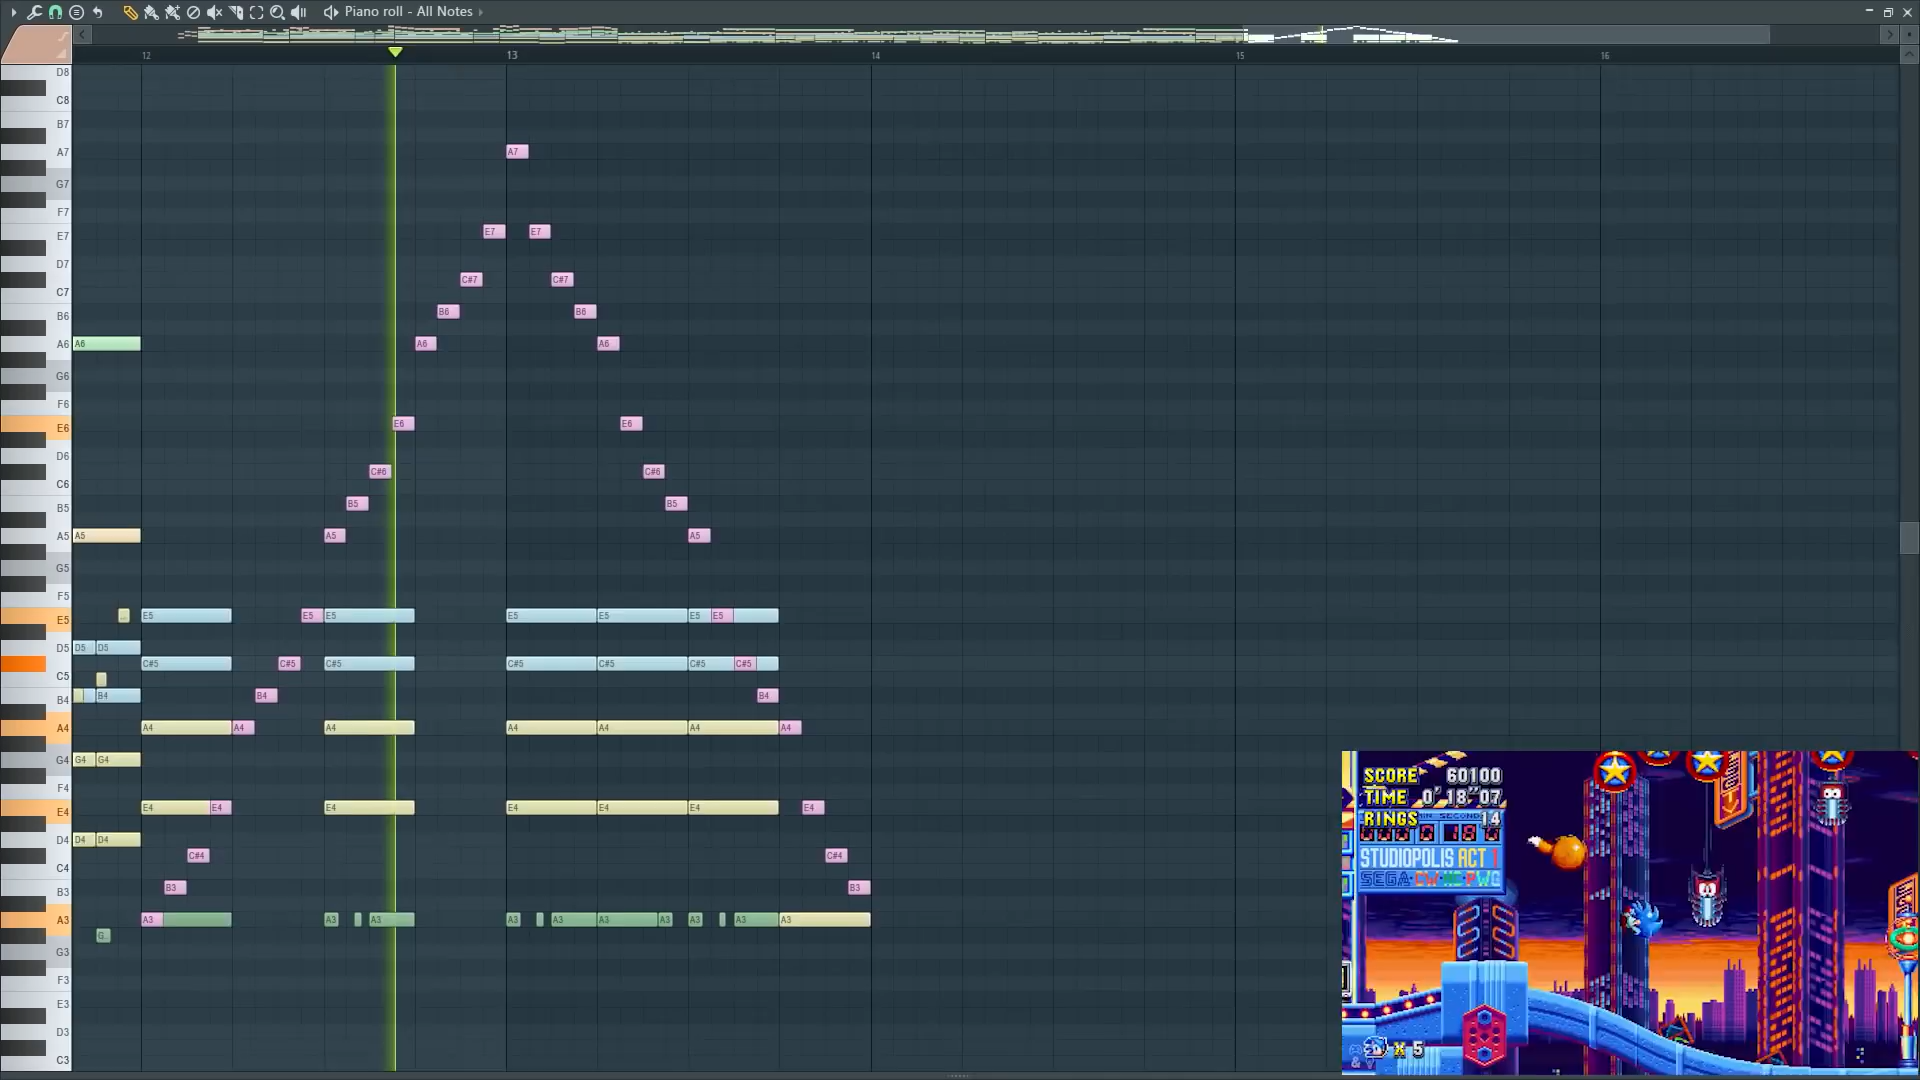 Piano roll - All Notes
12 13 14 15 16
D8
C8
B7
A7 A7
G7
F7
E7 E7 E7
D7
C#7 C#7
C7
B6 B6 B6
A6 A6 A6 A6
G6
F6
E6 E6 E6
D6
C#6 C#6
C6
B5 B5 B5
A5 A5 A5 A5
G5
F5
E5 E5 E5 E5 E5 E5 E5 E5
D5 D5 D5
C#5 C#5 C#5 C#5 C#5 C#5 C#5
C5
B4 B4 B4 B4
A4 A4 A4 A4 A4 A4 A4 A4
G4 G4 G4
F4
E4 E4 E4 E4 E4 E4 E4 E4
D4 D4 D4
C#4 C#4
C4
B3 B3 B3
A3 A3 A3 A3 A3 A3 A3 A3 A3 A3 A3
G.
G3
F3
E3
D3
C3
SCORE 60100
TIME 0'18"07
RINGS 14
STUDIOPOLIS ACT 1
X 5